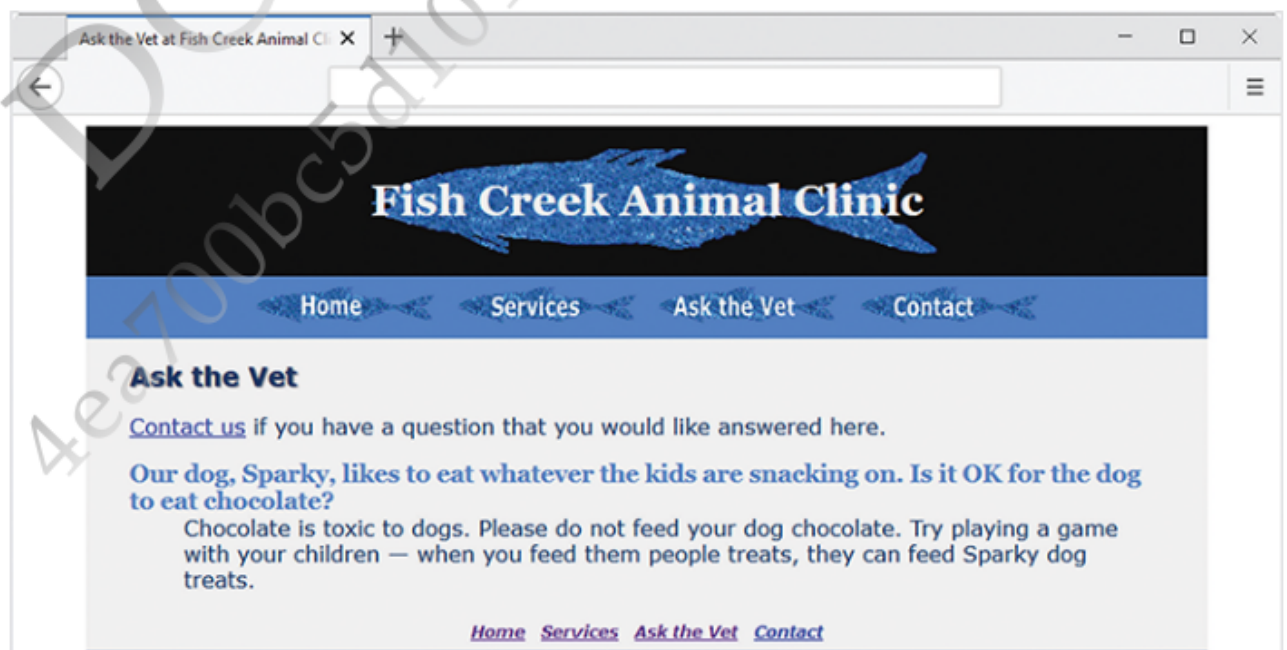 Ask the Vet at Fish Creek Animal Cli
Fish Creek Animal Clinic
Home Services Ask the Vet Contact
Ask the Vet
Contact us if you have a question that you would like answered here.
Our dog, Sparky, likes to eat whatever the kids are snacking on. Is it OK for the dog
to eat chocolate?
Chocolate is toxic to dogs. Please do not feed your dog chocolate. Try playing a game
with your children — when you feed them people treats, they can feed Sparky dog
treats.
Home Services Ask the Vet Contact
4ea700bc5d10